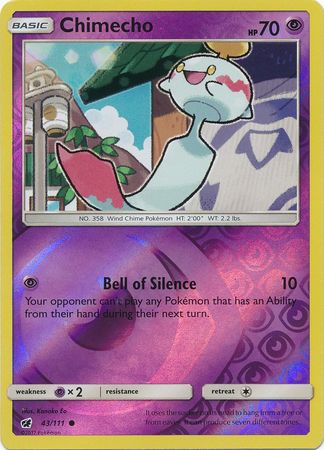 BASIC Chimecho HP 70
NO. 358 Wind Chime Pokémon HT: 2'00" WT: 2.2 lbs.
Bell of Silence 10
Your opponent can't play any Pokémon that has an Ability
from their hand during their next turn.
weakness ×2 resistance retreat
Illus. Kanako Eo
43/111
©2017 Pokémon
It uses the sucker on its head to hang from a tree or
from eaves. It can produce seven different tones.